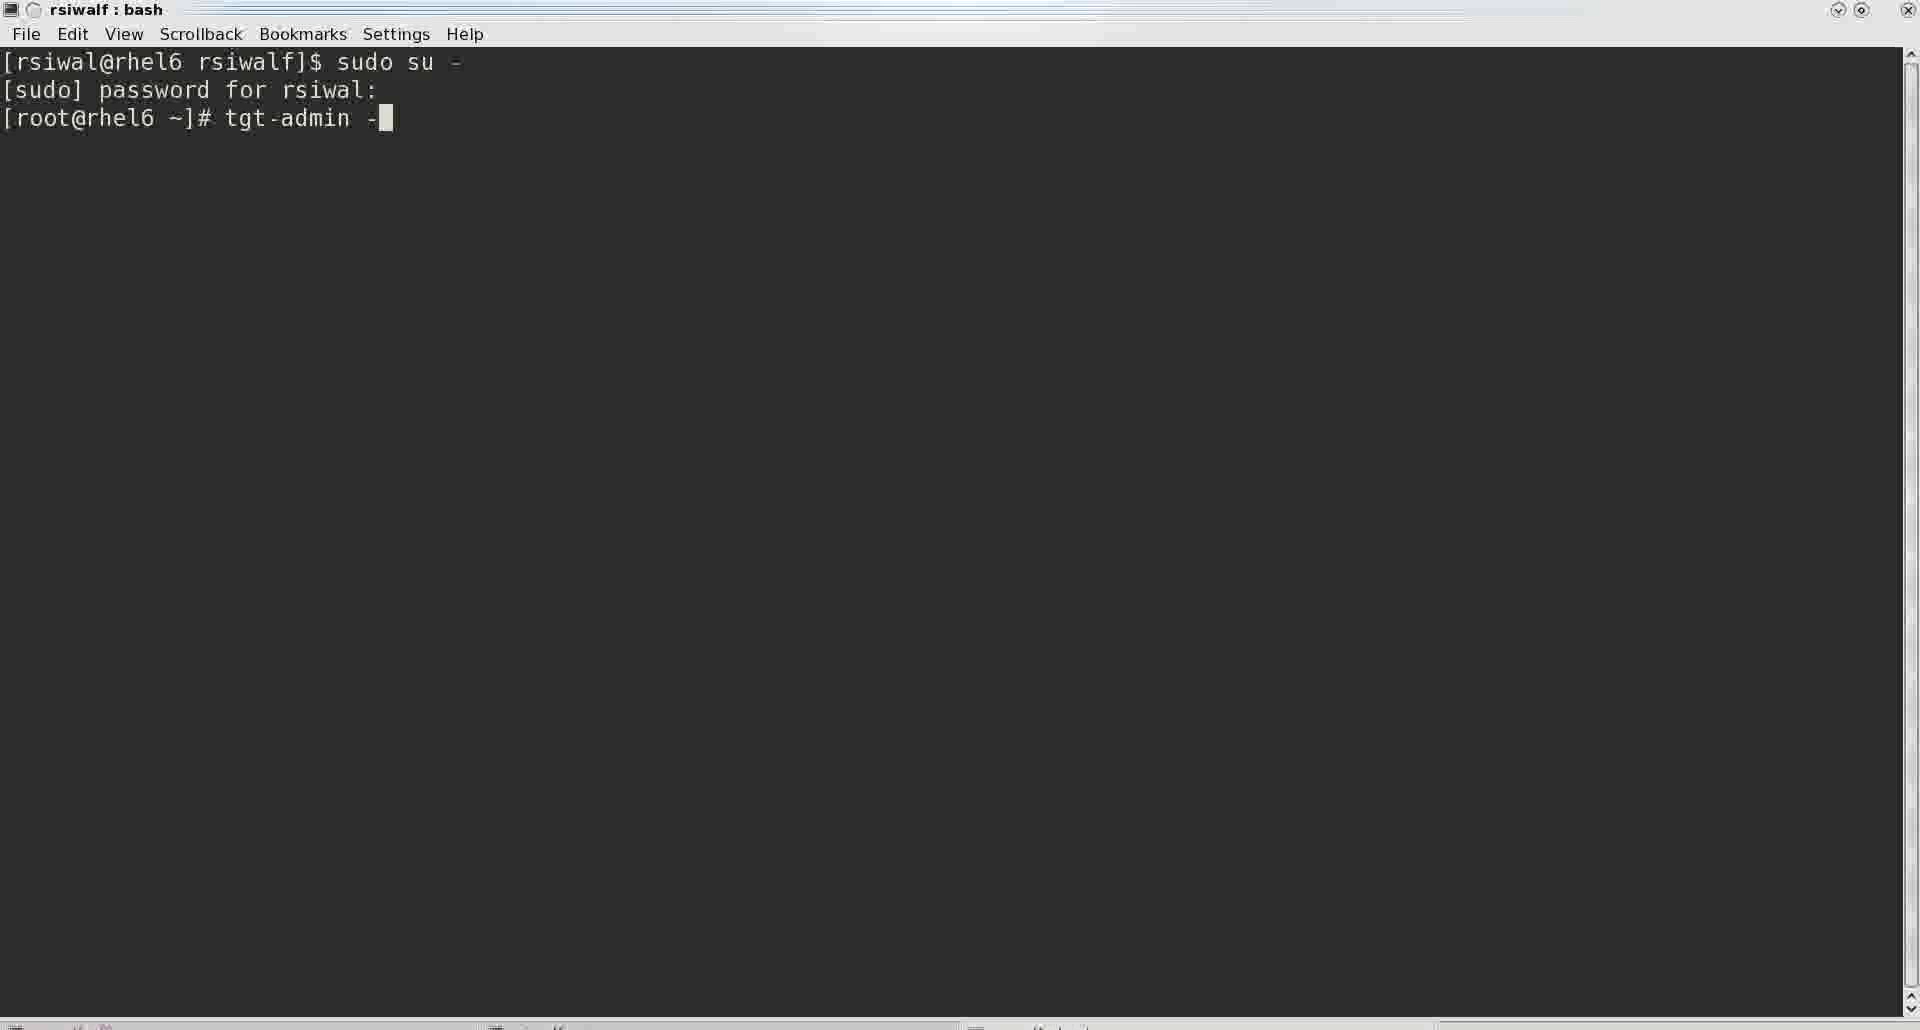 rsiwalf : bash
File Edit View Scrollback Bookmarks Settings Help
[rsiwal@rhel6 rsiwalf]$ sudo su -
[sudo] password for rsiwal:
[root@rhel6 ~]# tgt-admin -